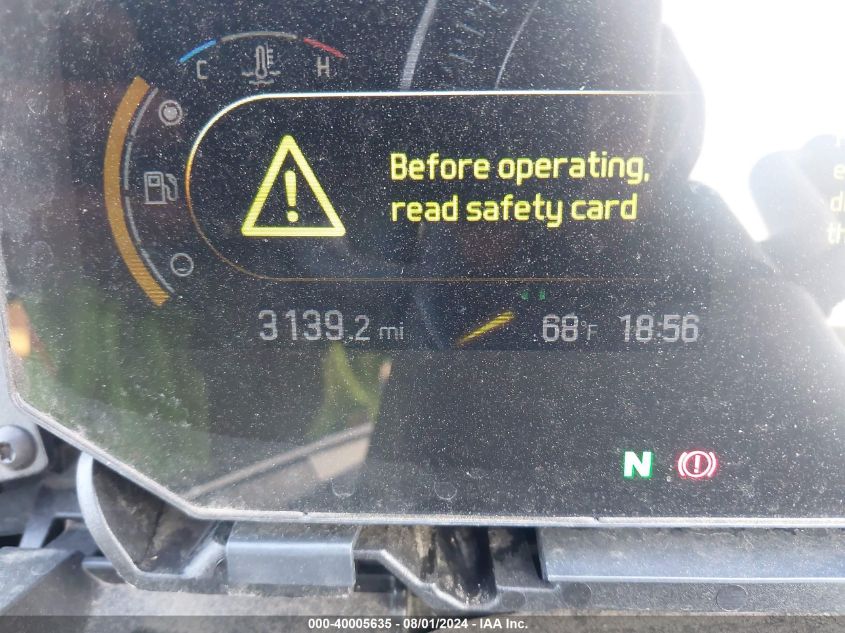 C H
Before operating,
read safety card
3139.2 mi 68°F 18:56
N
000-40005635 - 08/01/2024 - IAA Inc.